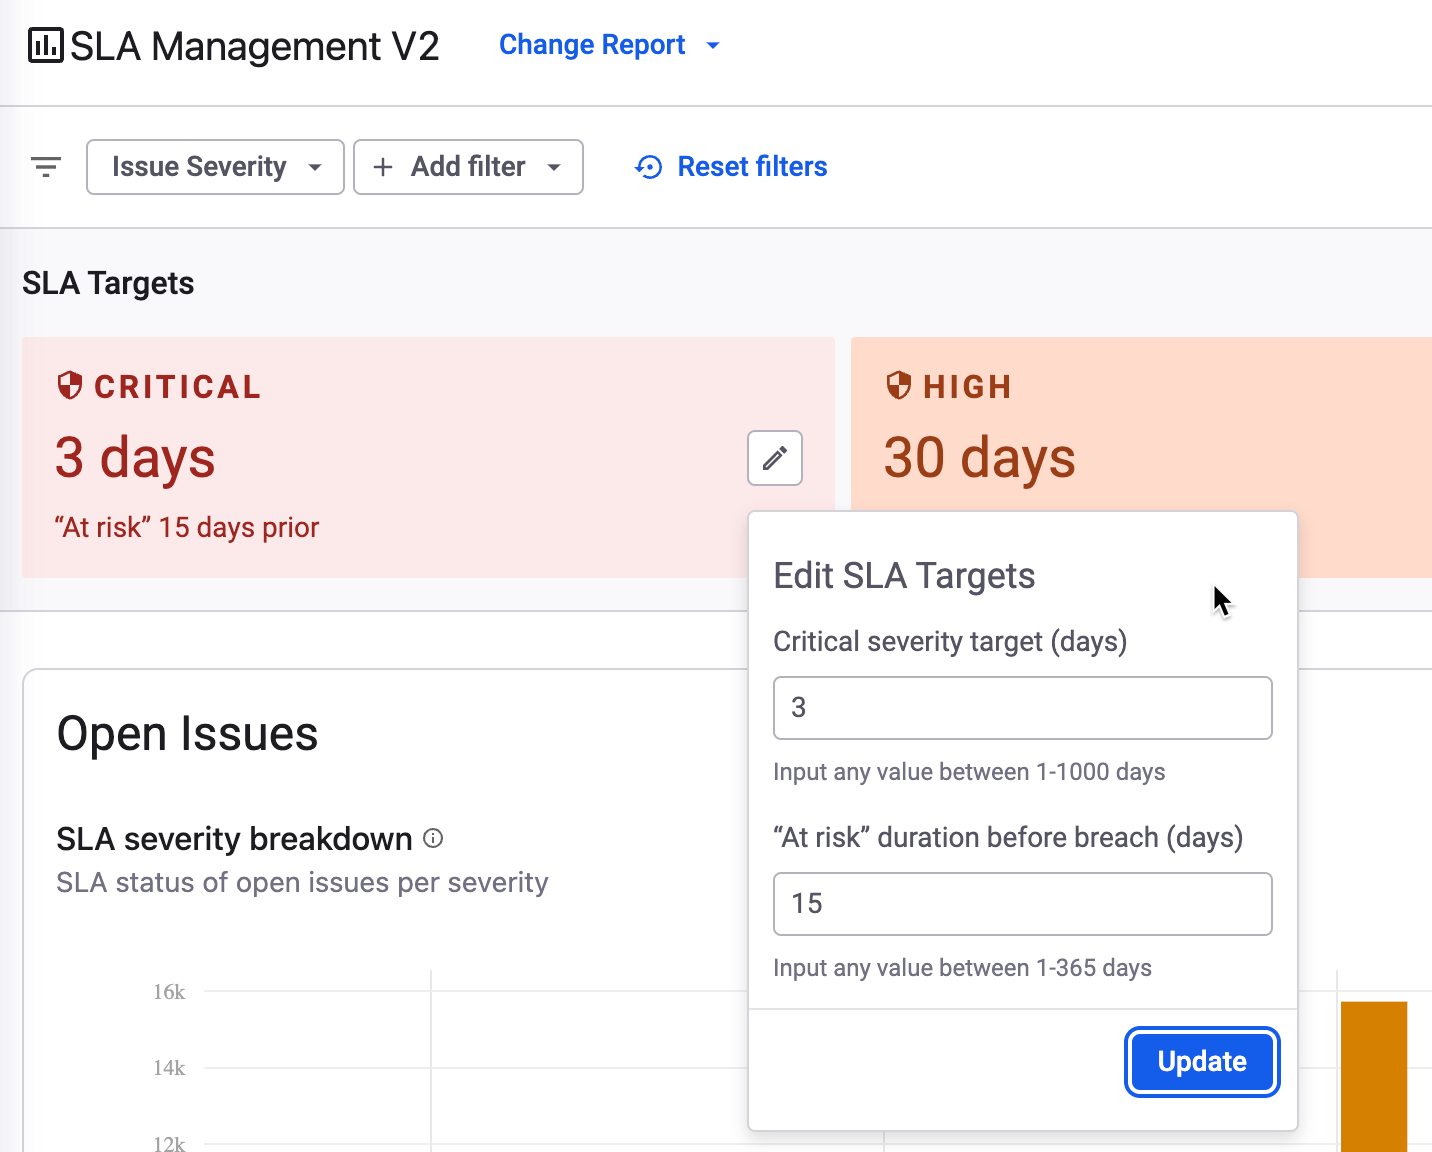 SLA Management V2
Change Report
Issue Severity
Add filter
Reset filters
SLA Targets
CRITICAL
3 days
“At risk” 15 days prior
HIGH
30 days
Edit SLA Targets
Critical severity target (days)
3
Input any value between 1-1000 days
“At risk” duration before breach (days)
15
Input any value between 1-365 days
Update
Open Issues
SLA severity breakdown
SLA status of open issues per severity
16k
14k
12k